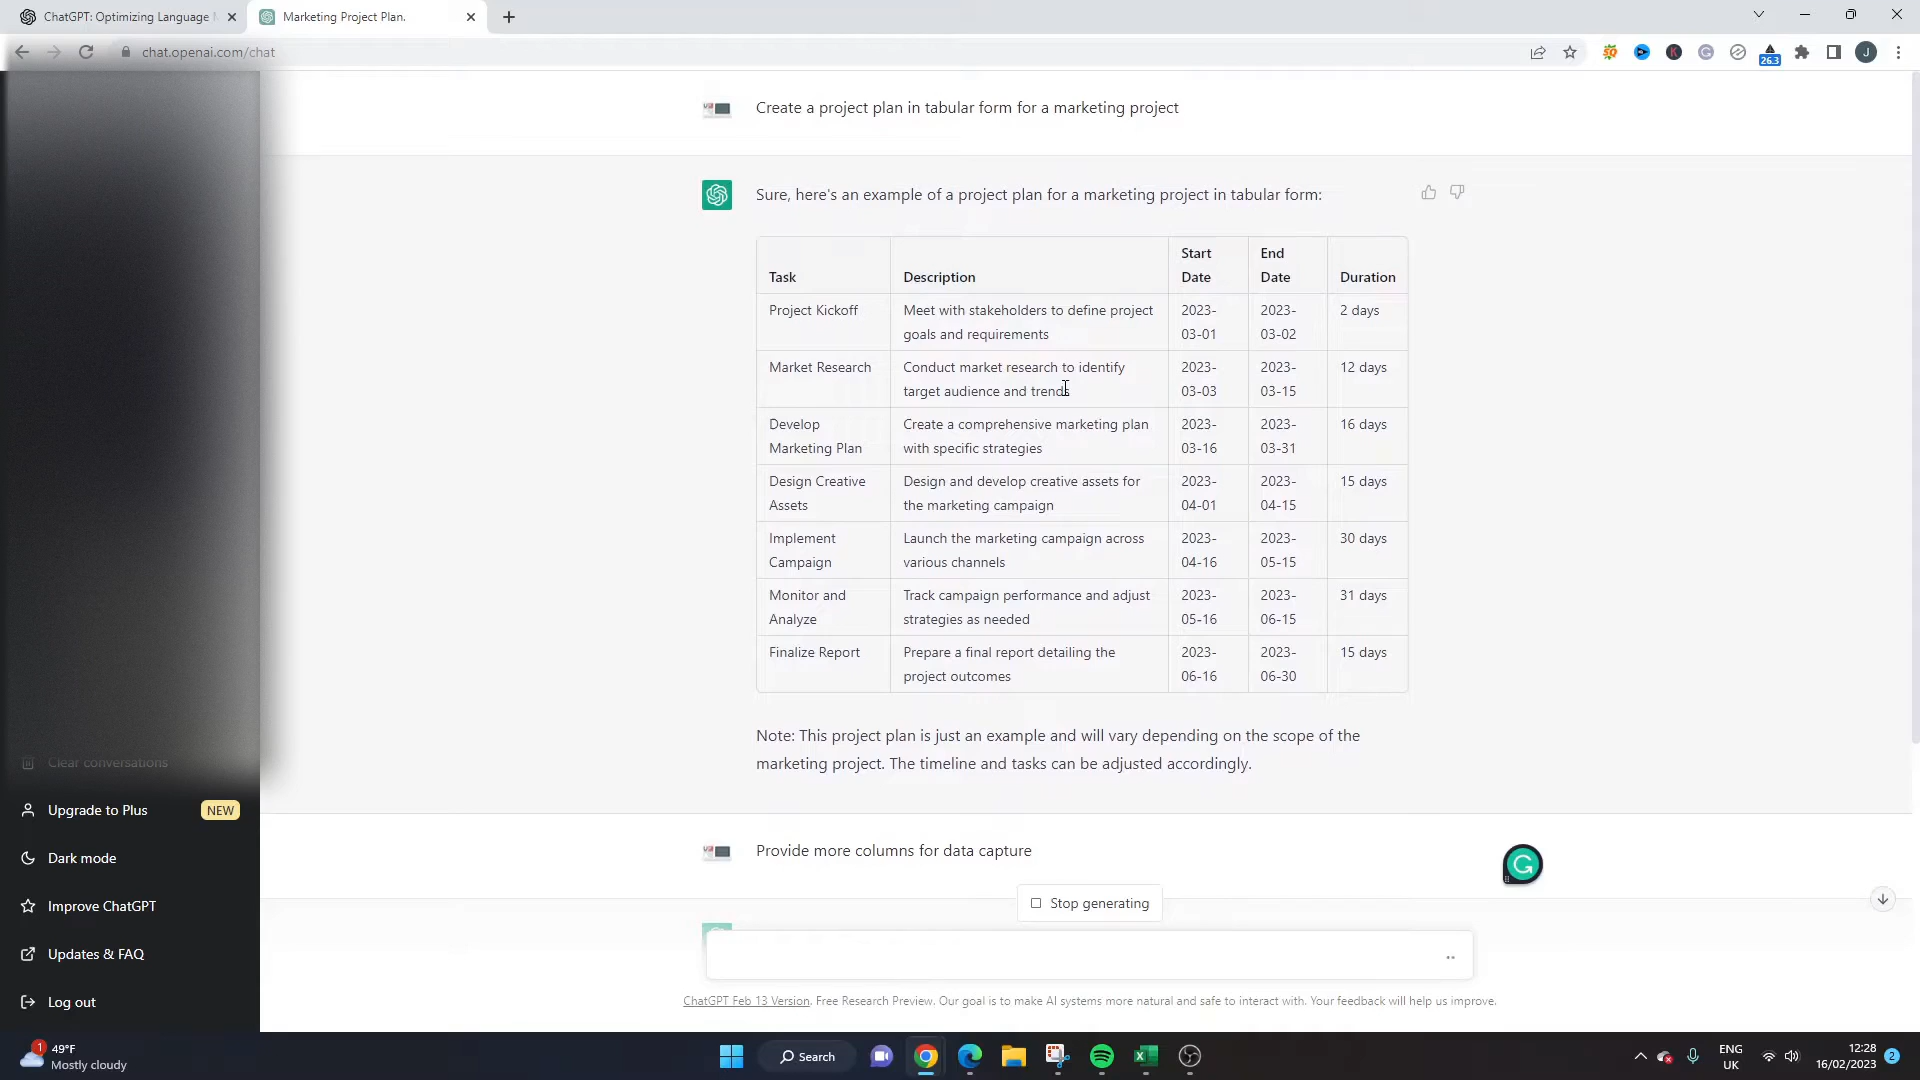 ChatGPT: Optimizing Language
Marketing Project Plan.
chat.openai.com/chat
26.3
J
Create a project plan in tabular form for a marketing project
Sure, here's an example of a project plan for a marketing project in tabular form:
Task Description Start Date End Date Duration
Project Kickoff Meet with stakeholders to define project goals and requirements 2023-03-01 2023-03-02 2 days
Market Research Conduct market research to identify target audience and trends 2023-03-03 2023-03-15 12 days
Develop Marketing Plan Create a comprehensive marketing plan with specific strategies 2023-03-16 2023-03-31 16 days
Design Creative Assets Design and develop creative assets for the marketing campaign 2023-04-01 2023-04-15 15 days
Implement Campaign Launch the marketing campaign across various channels 2023-04-16 2023-05-15 30 days
Monitor and Analyze Track campaign performance and adjust strategies as needed 2023-05-16 2023-06-15 31 days
Finalize Report Prepare a final report detailing the project outcomes 2023-06-16 2023-06-30 15 days
Note: This project plan is just an example and will vary depending on the scope of the
marketing project. The timeline and tasks can be adjusted accordingly.
Provide more columns for data capture
Stop generating
ChatGPT Feb 13 Version. Free Research Preview. Our goal is to make AI systems more natural and safe to interact with. Your feedback will help us improve.
Clear conversations
Upgrade to Plus NEW
Dark mode
Improve ChatGPT
Updates & FAQ
Log out
1
49°F
Mostly cloudy
Search
ENG
UK
12:28
16/02/2023
2